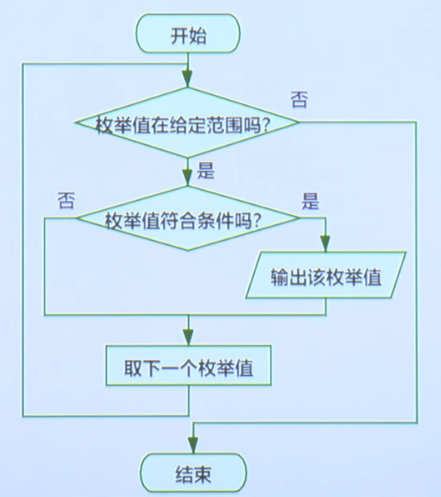 开始
枚举值在给定范围吗?
否
是
否
枚举值符合条件吗?
是
输出该枚举值
取下一个枚举值
结束